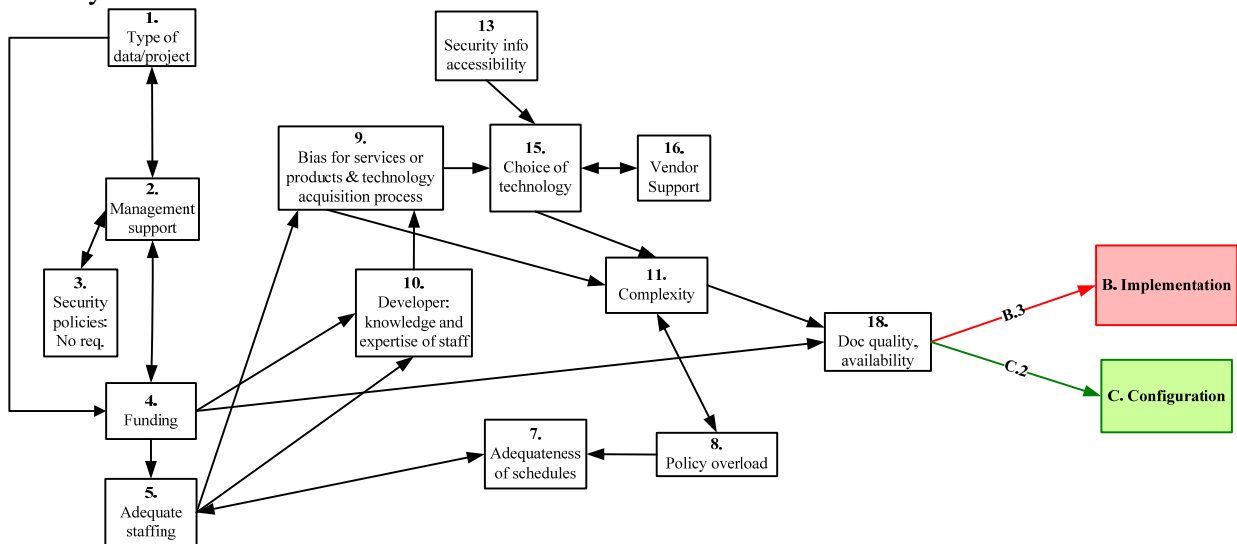 1.
Type of
data/project
13
Security info
accessibility
9.
Bias for services or
products & technology
acquisition process
15.
Choice of
technology
16.
Vendor
Support
2.
Management
support
3.
Security
policies:
No req.
10.
Developer:
knowledge and
expertise of staff
11.
Complexity
B. Implementation
B.3
18.
Doc quality,
availability
C.2
C. Configuration
4.
Funding
7.
Adequateness
of schedules
8.
Policy overload
5.
Adequate
staffing